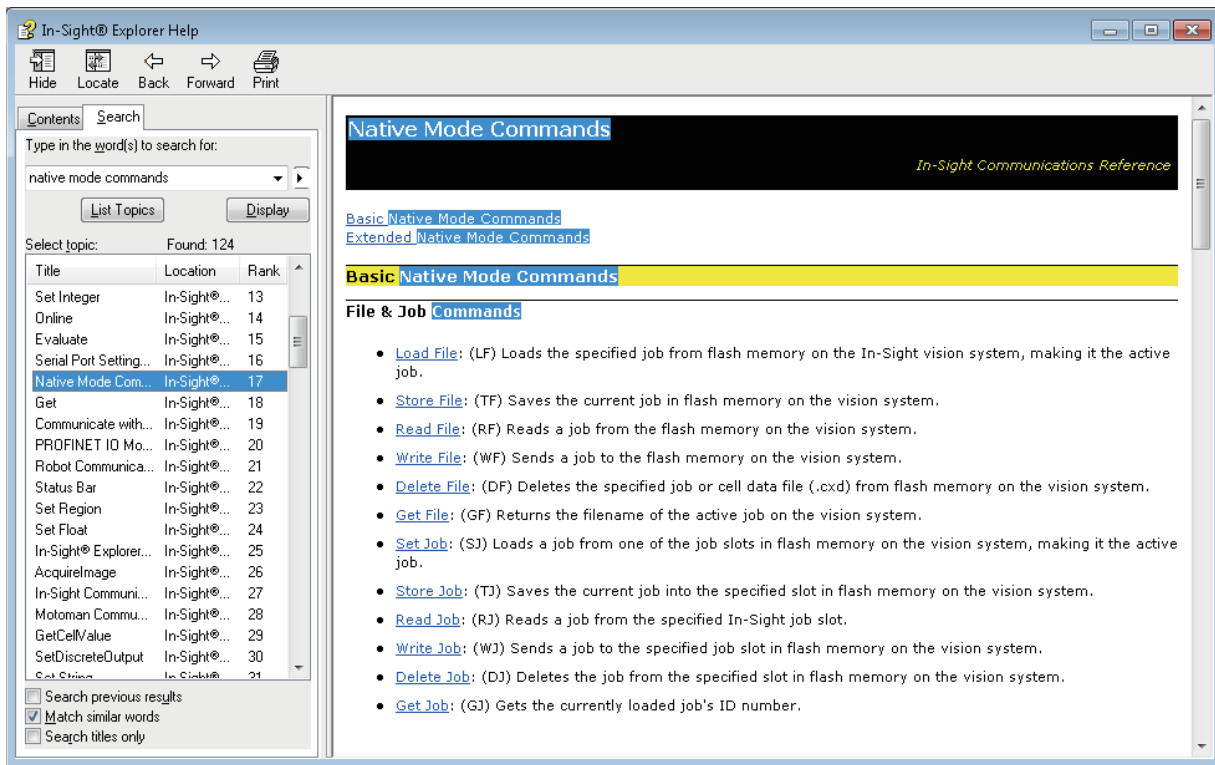 In-Sight® Explorer Help
Hide Locate Back Forward Print
Contents Search
Type in the word(s) to search for:
native mode commands
List Topics Display
Select topic: Found: 124
Title Location Rank
Set Integer In-Sight®... 13
Online In-Sight®... 14
Evaluate In-Sight®... 15
Serial Port Setting... In-Sight®... 16
Native Mode Com... In-Sight®... 17
Get In-Sight®... 18
Communicate with... In-Sight®... 19
PROFINET IO Mo... In-Sight®... 20
Robot Communica... In-Sight®... 21
Status Bar In-Sight®... 22
Set Region In-Sight®... 23
Set Float In-Sight®... 24
In-Sight® Explorer... In-Sight®... 25
AcquireImage In-Sight®... 26
In-Sight Communi... In-Sight®... 27
Motoman Commu... In-Sight®... 28
GetCellValue In-Sight®... 29
SetDiscreteOutput In-Sight®... 30
Set String In-Sight®... 31
Search previous results
Match similar words
Search titles only
Native Mode Commands
In-Sight Communications Reference
Basic Native Mode Commands
Extended Native Mode Commands
Basic Native Mode Commands
File & Job Commands
• Load File: (LF) Loads the specified job from flash memory on the In-Sight vision system, making it the active
job.
• Store File: (TF) Saves the current job in flash memory on the vision system.
• Read File: (RF) Reads a job from the flash memory on the vision system.
• Write File: (WF) Sends a job to the flash memory on the vision system.
• Delete File: (DF) Deletes the specified job or cell data file (.cxd) from flash memory on the vision system.
• Get File: (GF) Returns the filename of the active job on the vision system.
• Set Job: (SJ) Loads a job from one of the job slots in flash memory on the vision system, making it the active
job.
• Store Job: (TJ) Saves the current job into the specified slot in flash memory on the vision system.
• Read Job: (RJ) Reads a job from the specified In-Sight job slot.
• Write Job: (WJ) Sends a job to the specified job slot in flash memory on the vision system.
• Delete Job: (DJ) Deletes the job from the specified slot in flash memory on the vision system.
• Get Job: (GJ) Gets the currently loaded job's ID number.